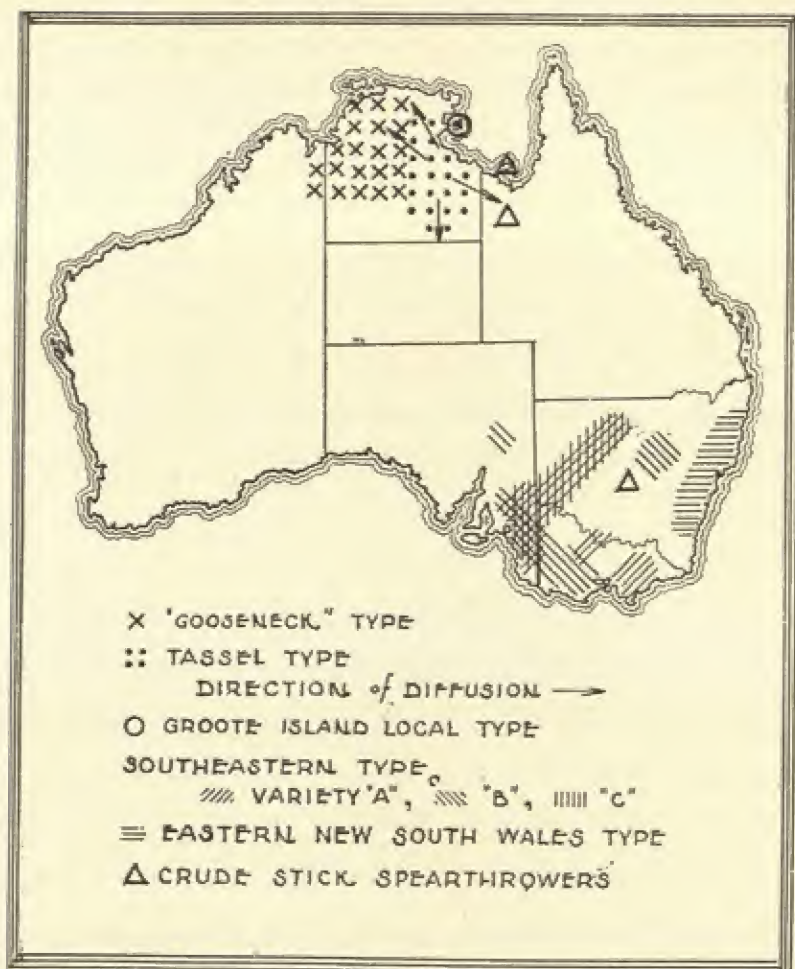 X "GOOSENECK" TYPE
:: TASSEL TYPE
DIRECTION of DIFFUSION →
O GROOTE ISLAND LOCAL TYPE
SOUTHEASTERN TYPE,
VARIETY "A", "B", "C"
EASTERN NEW SOUTH WALES TYPE
Δ CRUDE STICK SPEARTHROWERS